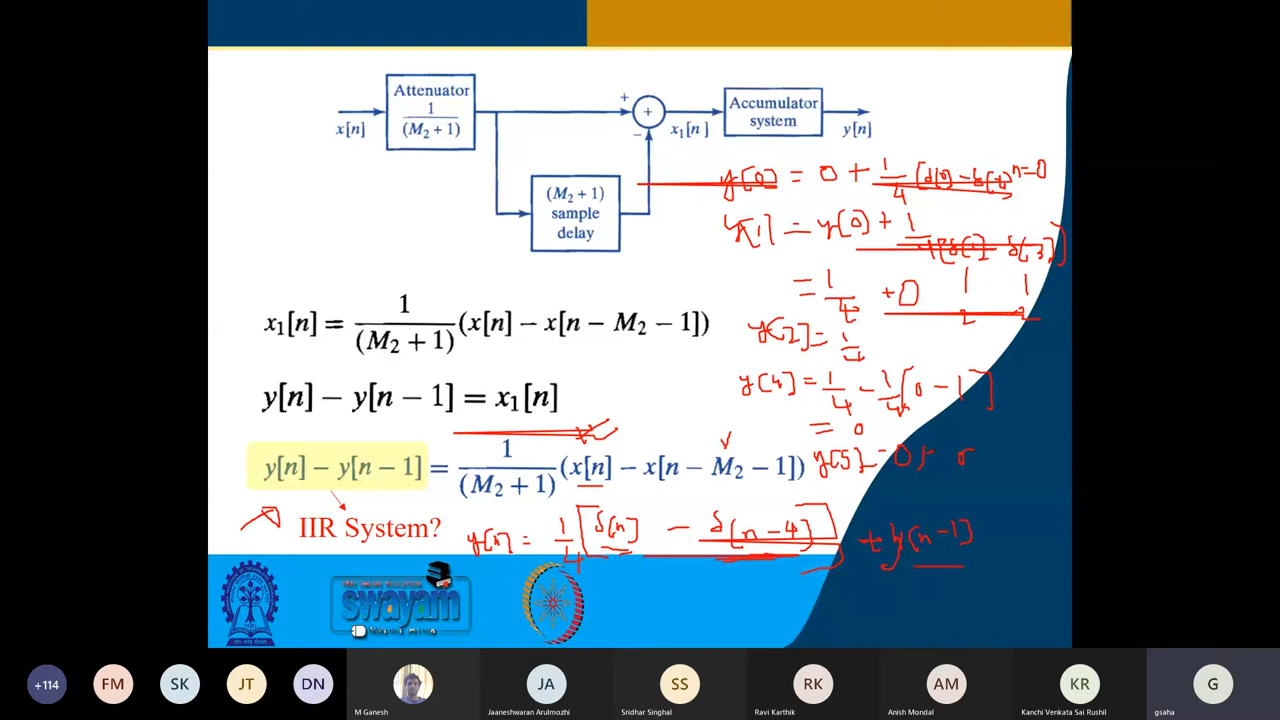 Attenuator
1
(M₂ + 1)
x[n]
+
+
−
x₁[n]
Accumulator
system
y[n]
(M₂ + 1)
sample
delay
x₁[n] = 1/(M₂ + 1) (x[n] − x[n − M₂ − 1])
y[n] − y[n − 1] = x₁[n]
y[n] − y[n − 1] = 1/(M₂ + 1) (x[n] − x[n − M₂ − 1])
IIR System?
y[n] = 1/4 [δ(n) − δ(n−4)] + y(n−1)
y[0] = 0 + 1/4
n=0
y[1] = y[0] +
= 1/4 + 0
y[2] = 1/4
y[4] = 1/4 − 1/4 [0 − 1]
= 0
y[5] = 0 +
swayam
+114
FM
SK
JT
DN
M Ganesh
JA
Jaaneshwaran Arulmozhi
SS
Sridhar Singhal
RK
Ravi Karthik
AM
Anish Mondal
KR
Kanchi Venkata Sai Rushil
G
gsaha